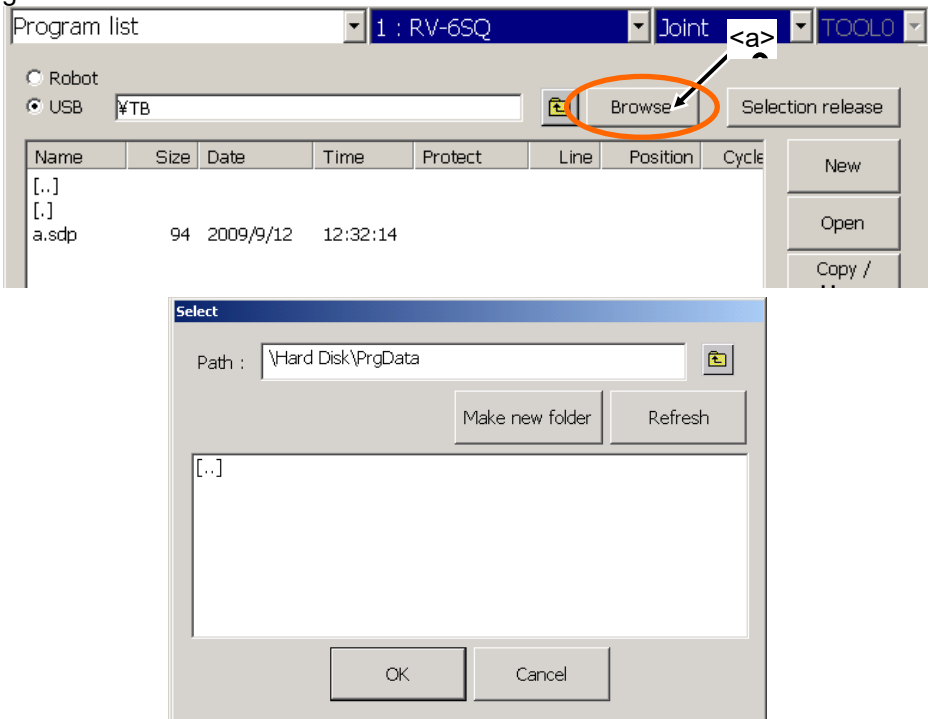 Program list 1 : RV-6SQ Joint TOOL0
<a>
Robot
USB ¥TB Browse Selection release
Name Size Date Time Protect Line Position Cycle
New
[..]
[.]
a.sdp 94 2009/9/12 12:32:14
Open
Copy /
Select
Path : \Hard Disk\PrgData
Make new folder Refresh
[..]
OK Cancel